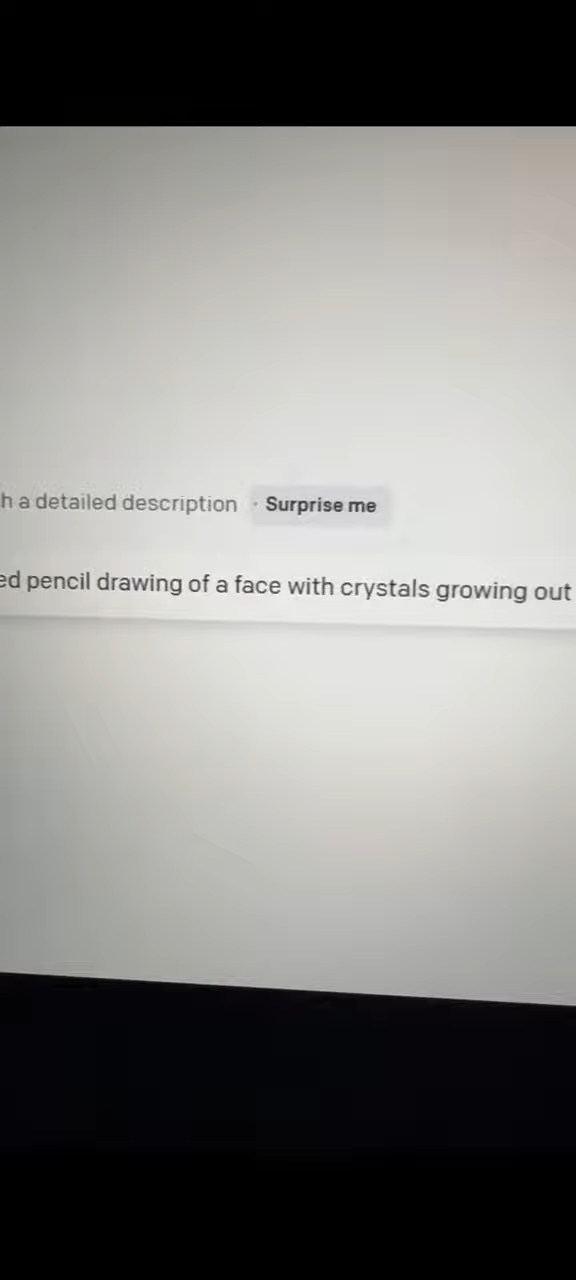 h a detailed description · Surprise me
ed pencil drawing of a face with crystals growing out